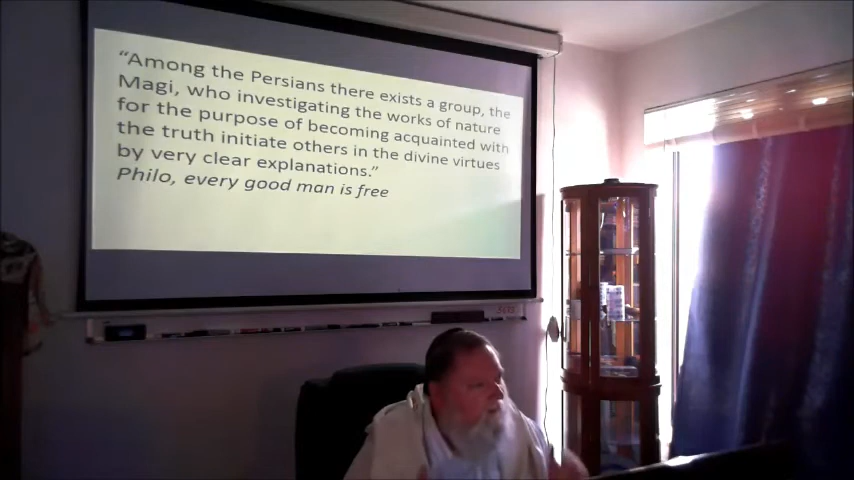 “Among the Persians there exists a group, the
Magi, who investigating the works of nature
for the purpose of becoming acquainted with
the truth initiate others in the divine virtues
by very clear explanations.”
Philo, every good man is free